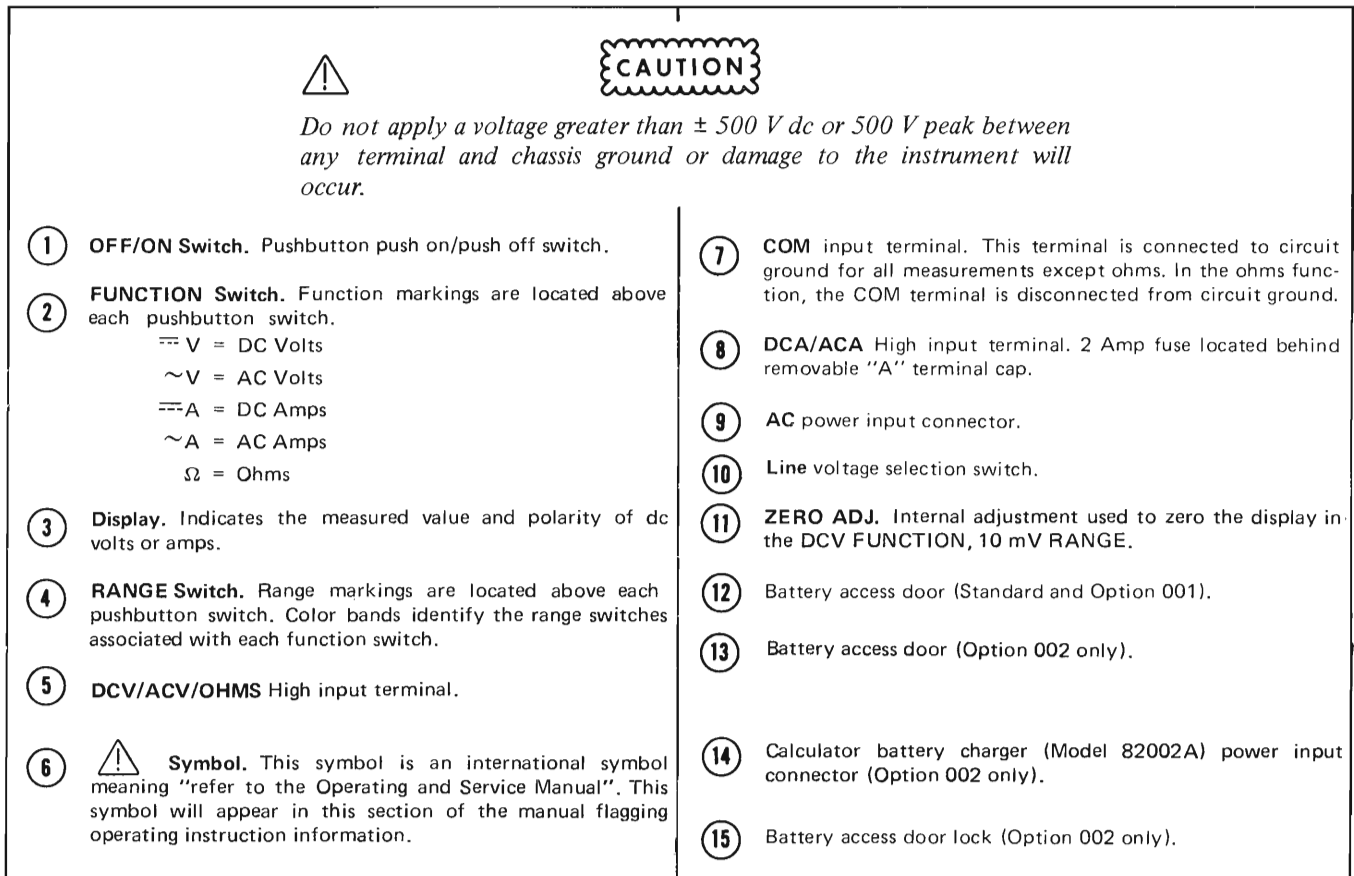 CAUTION
Do not apply a voltage greater than ± 500 V dc or 500 V peak between
any terminal and chassis ground or damage to the instrument will
occur.
1 OFF/ON Switch. Pushbutton push on/push off switch.
2 FUNCTION Switch. Function markings are located above
each pushbutton switch.
⎓ V = DC Volts
~V = AC Volts
⎓A = DC Amps
~A = AC Amps
Ω = Ohms
3 Display. Indicates the measured value and polarity of dc
volts or amps.
4 RANGE Switch. Range markings are located above each
pushbutton switch. Color bands identify the range switches
associated with each function switch.
5 DCV/ACV/OHMS High input terminal.
6 ⚠ Symbol. This symbol is an international symbol
meaning "refer to the Operating and Service Manual". This
symbol will appear in this section of the manual flagging
operating instruction information.
7 COM input terminal. This terminal is connected to circuit
ground for all measurements except ohms. In the ohms func-
tion, the COM terminal is disconnected from circuit ground.
8 DCA/ACA High input terminal. 2 Amp fuse located behind
removable "A" terminal cap.
9 AC power input connector.
10 Line voltage selection switch.
11 ZERO ADJ. Internal adjustment used to zero the display in
the DCV FUNCTION, 10 mV RANGE.
12 Battery access door (Standard and Option 001).
13 Battery access door (Option 002 only).
14 Calculator battery charger (Model 82002A) power input
connector (Option 002 only).
15 Battery access door lock (Option 002 only).